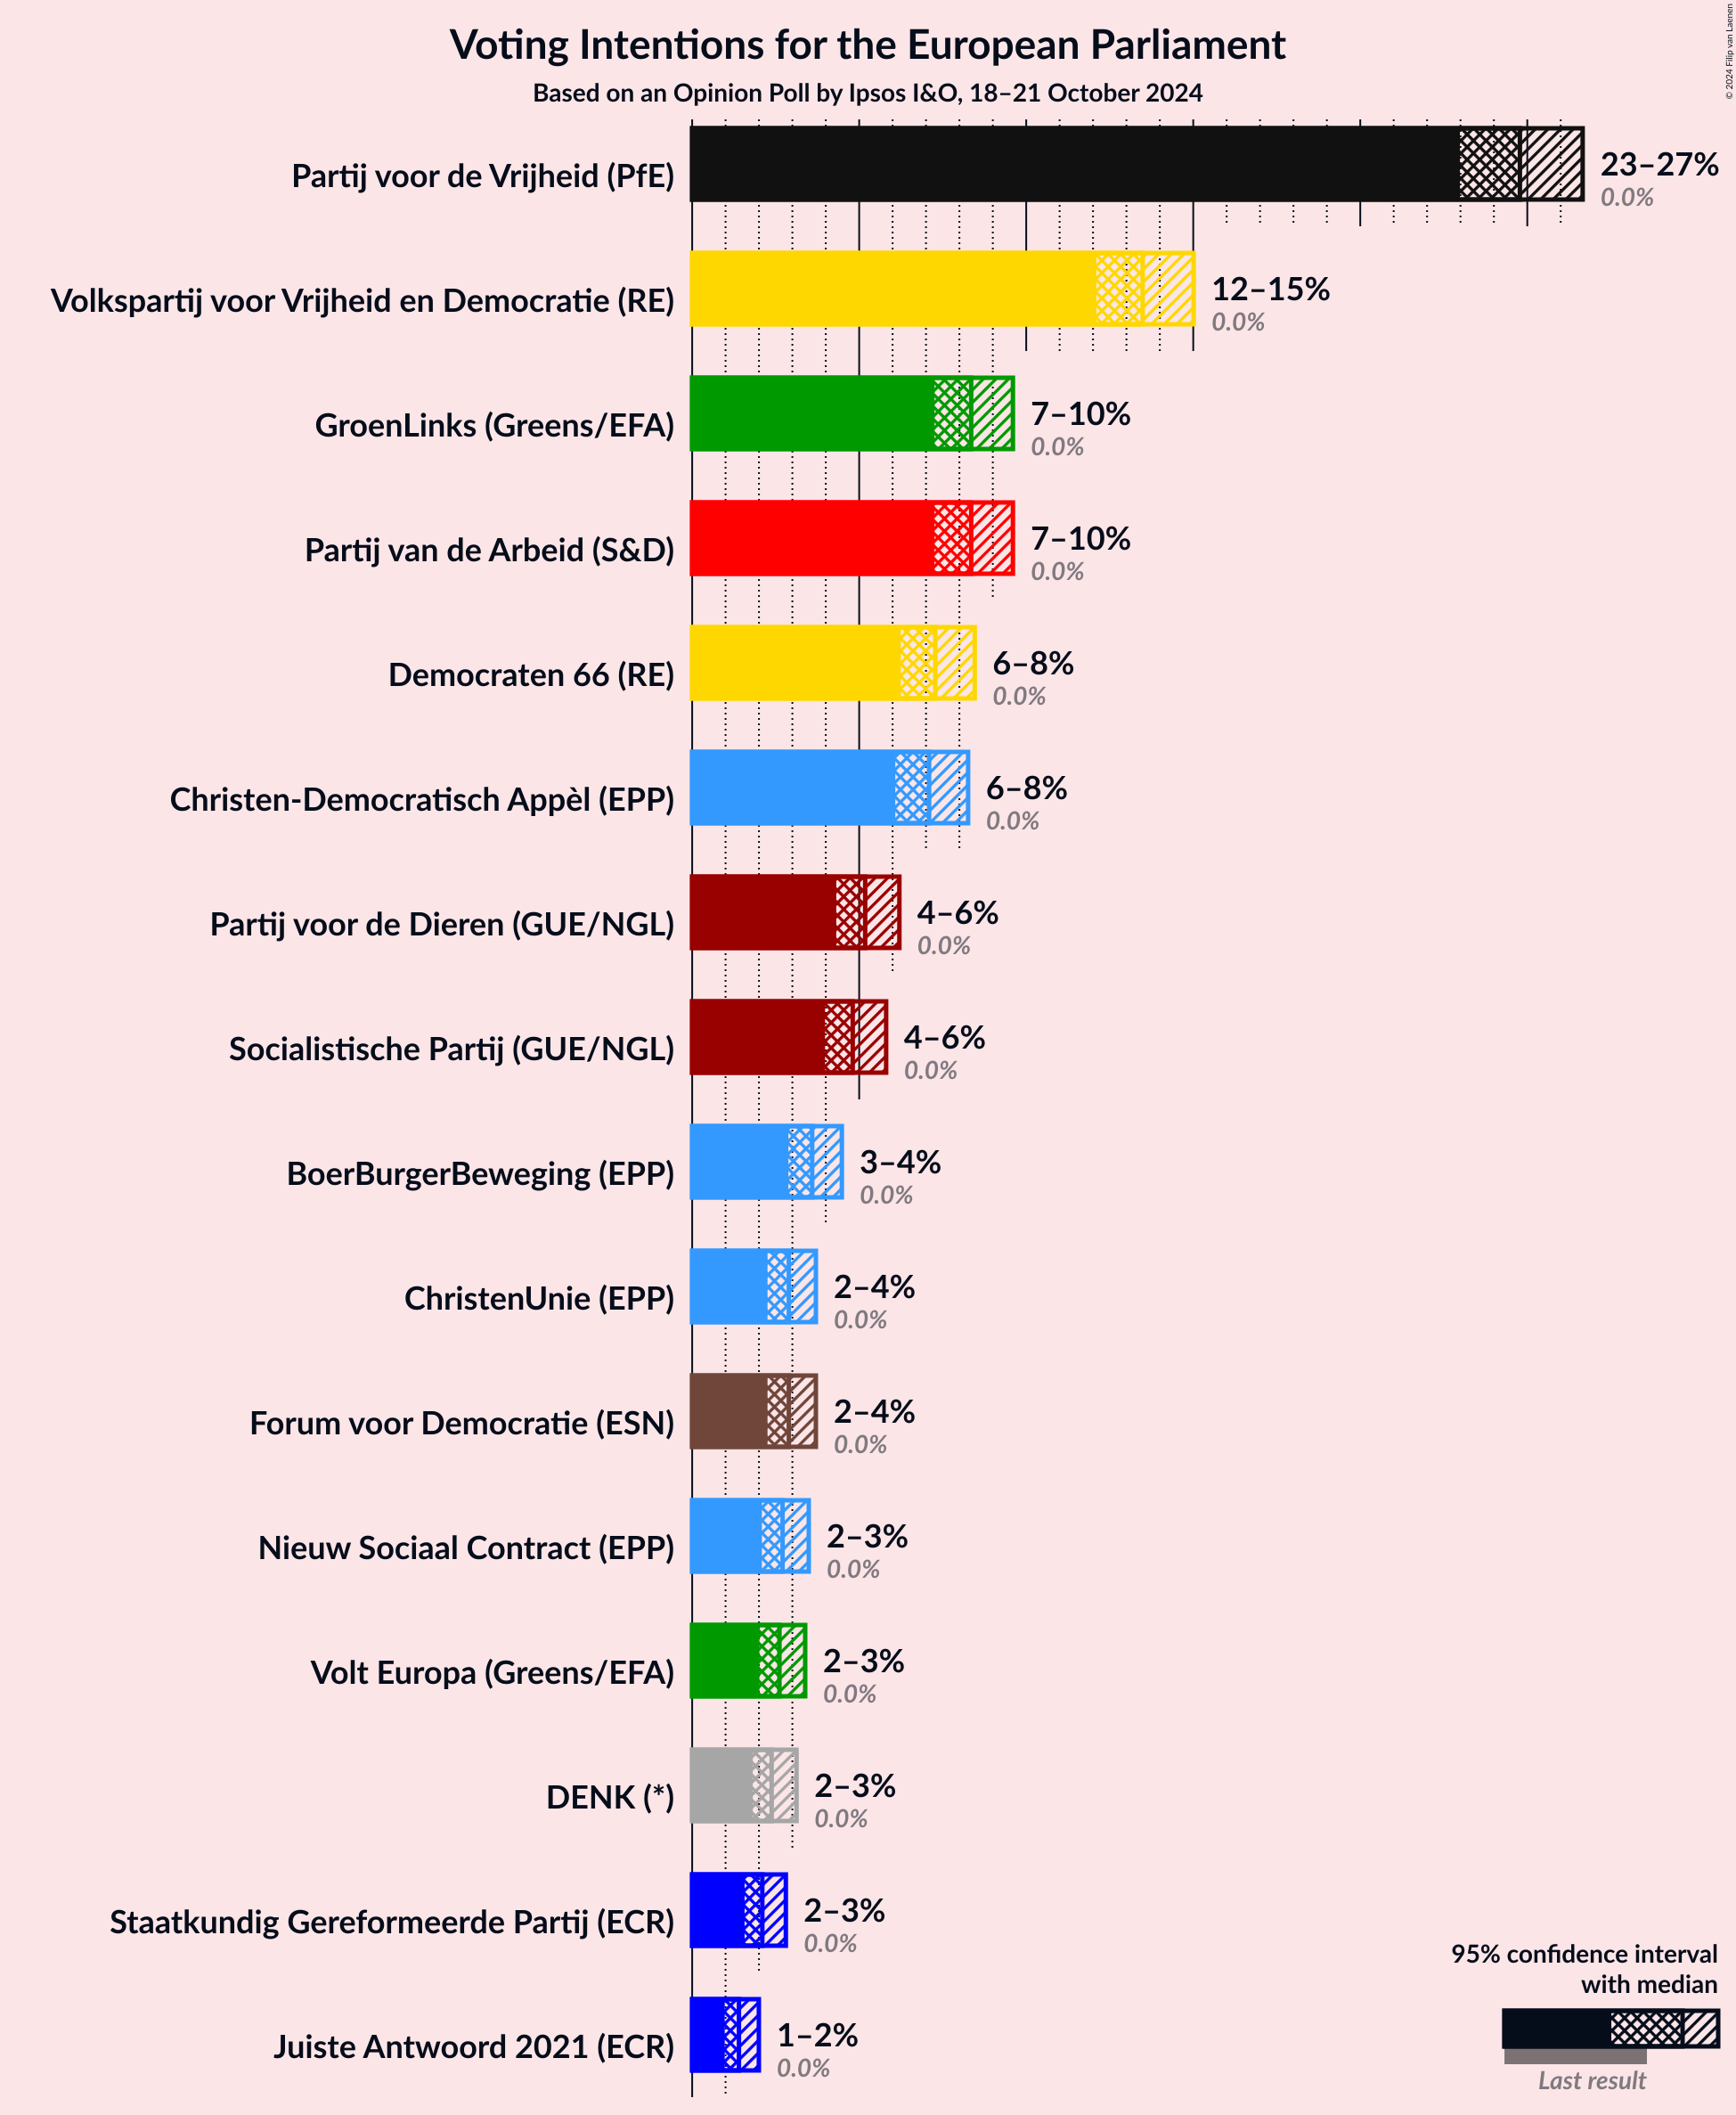 Voting Intentions for the European Parliament
Based on an Opinion Poll by Ipsos I&O, 18–21 October 2024
© 2024 Filip van Laenen
Partij voor de Vrijheid (PfE)
23–27%
0.0%
Volkspartij voor Vrijheid en Democratie (RE)
12–15%
0.0%
GroenLinks (Greens/EFA)
7–10%
0.0%
Partij van de Arbeid (S&D)
7–10%
0.0%
Democraten 66 (RE)
6–8%
0.0%
Christen-Democratisch Appèl (EPP)
6–8%
0.0%
Partij voor de Dieren (GUE/NGL)
4–6%
0.0%
Socialistische Partij (GUE/NGL)
4–6%
0.0%
BoerBurgerBeweging (EPP)
3–4%
0.0%
ChristenUnie (EPP)
2–4%
0.0%
Forum voor Democratie (ESN)
2–4%
0.0%
Nieuw Sociaal Contract (EPP)
2–3%
0.0%
Volt Europa (Greens/EFA)
2–3%
0.0%
DENK (*)
2–3%
0.0%
Staatkundig Gereformeerde Partij (ECR)
2–3%
0.0%
Juiste Antwoord 2021 (ECR)
1–2%
0.0%
95% confidence interval
with median
Last result